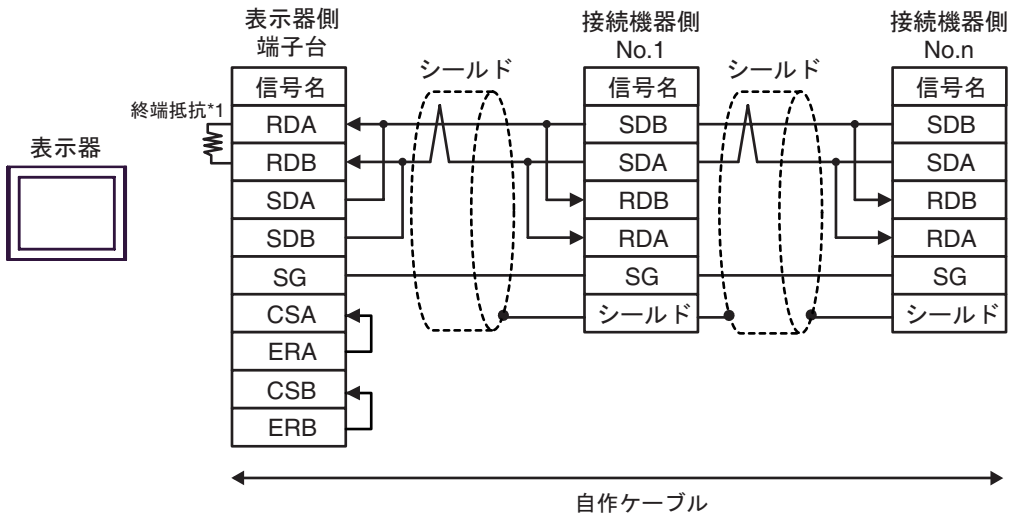 表示器
終端抵抗*1
表示器側
端子台
信号名
RDA
RDB
SDA
SDB
SG
CSA
ERA
CSB
ERB
シールド
接続機器側
No.1
信号名
SDB
SDA
RDB
RDA
SG
シールド
シールド
接続機器側
No.n
信号名
SDB
SDA
RDB
RDA
SG
シールド
自作ケーブル